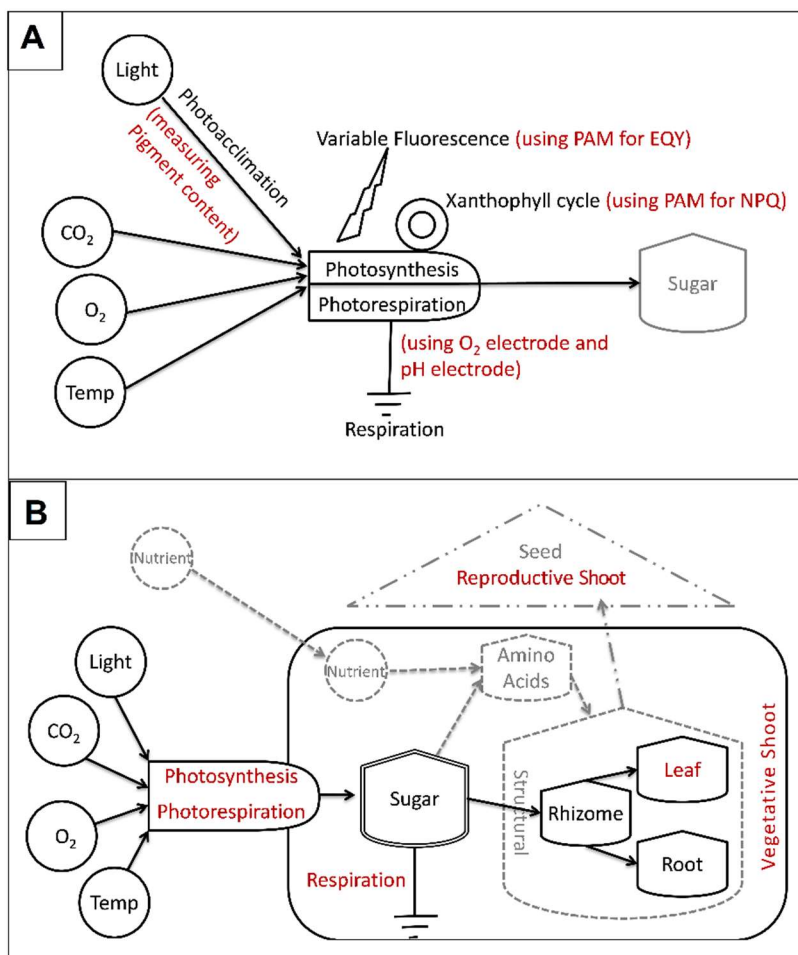 A
Light
Photoacclimation
(measuring
Pigment content)
Variable Fluorescence (using PAM for EQY)
Xanthophyll cycle (using PAM for NPQ)
CO₂
O₂
Temp
Photosynthesis
Photorespiration
Sugar
(using O₂ electrode and
pH electrode)
Respiration
B
Nutrient
Seed
Reproductive Shoot
Light
Nutrient
Amino
Acids
CO₂
O₂
Temp
Photosynthesis
Photorespiration
Sugar
Respiration
Structural
Rhizome
Leaf
Root
Vegetative Shoot